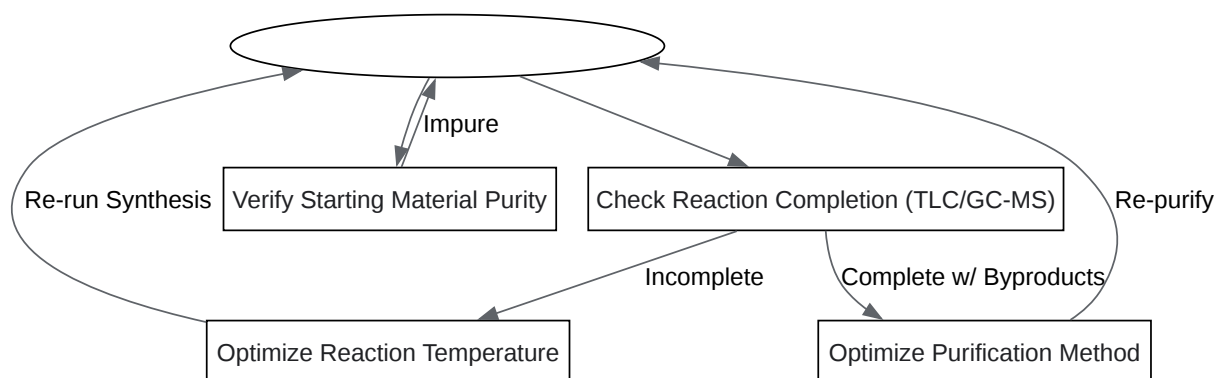 Impure
Re-run Synthesis
Verify Starting Material Purity
Check Reaction Completion (TLC/GC-MS)
Re-purify
Incomplete
Complete w/ Byproducts
Optimize Reaction Temperature
Optimize Purification Method